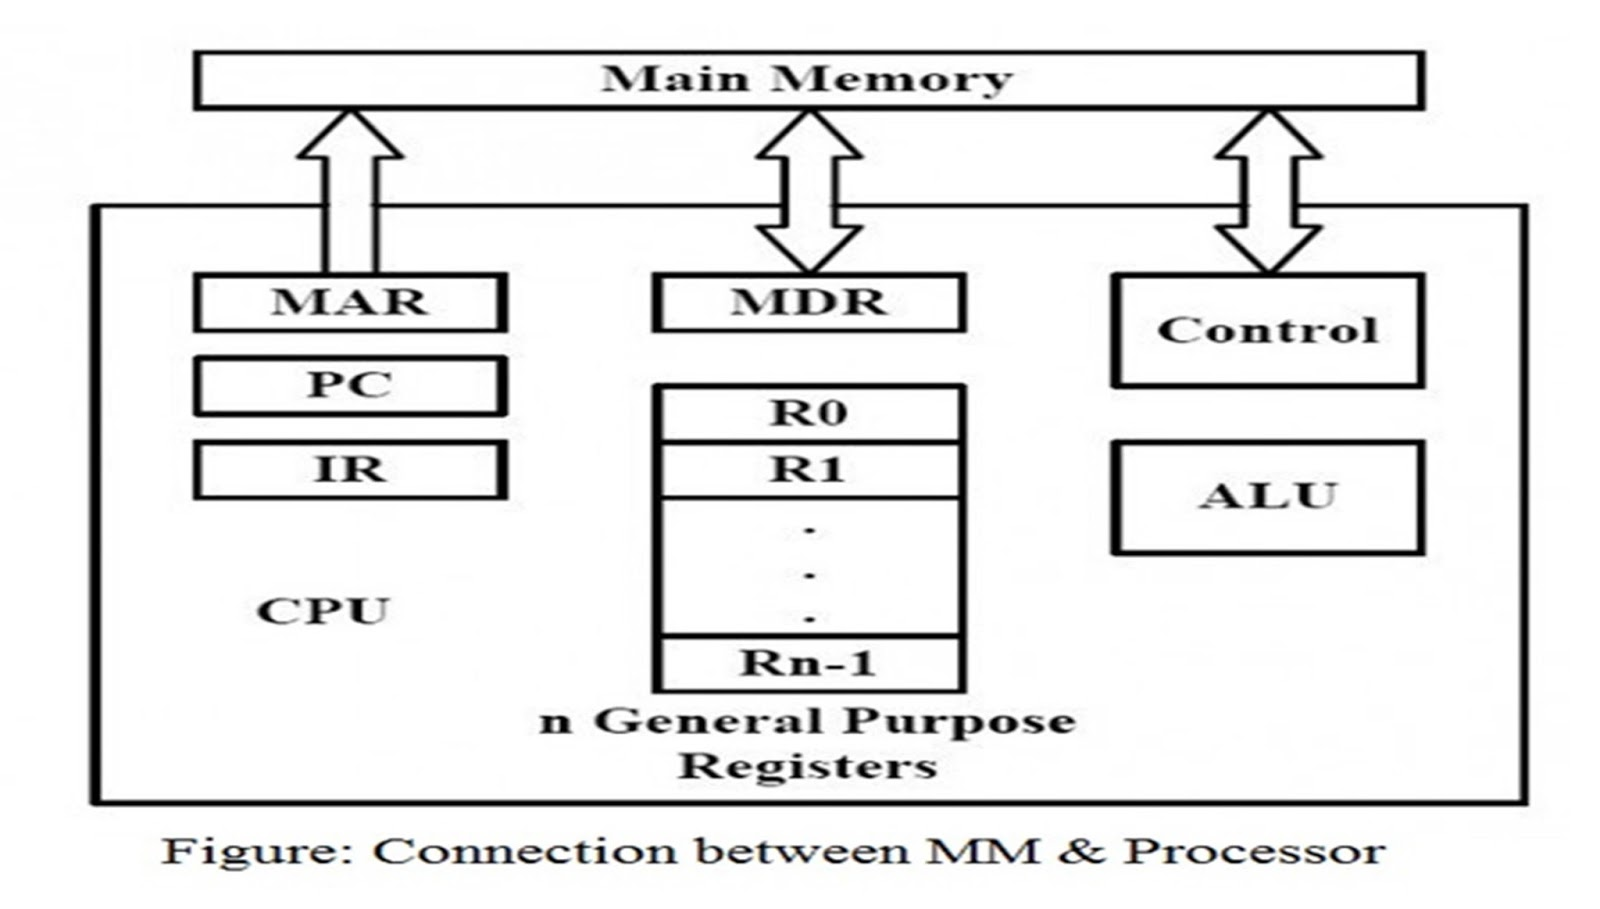 Main Memory
MAR
MDR
Control
PC
IR
R0
R1
.
.
.
Rn-1
ALU
CPU
n General Purpose
Registers
Figure: Connection between MM & Processor